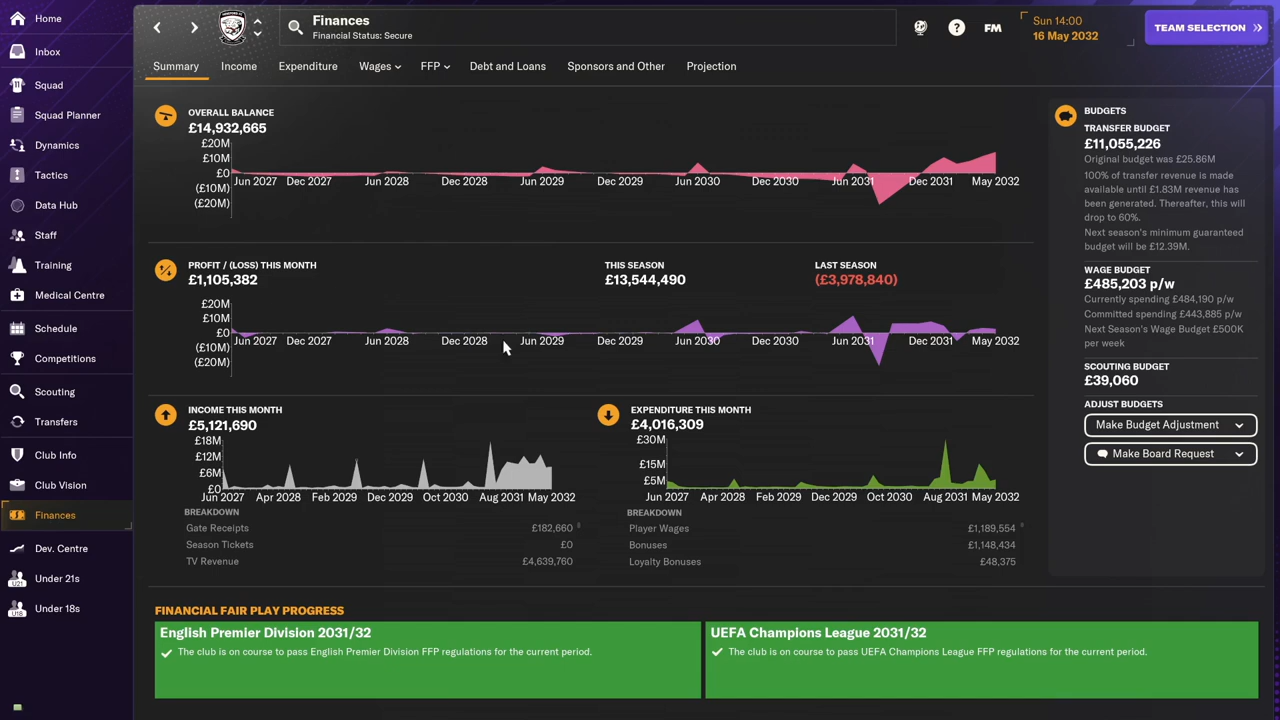 Home
Inbox
Squad
Squad Planner
Dynamics
Tactics
Data Hub
Staff
Training
Medical Centre
Schedule
Competitions
Scouting
Transfers
Club Info
Club Vision
Finances
Dev. Centre
U21
Under 21s
U18
Under 18s
Finances
Financial Status: Secure
?
FM
Sun 14:00
16 May 2032
TEAM SELECTION
Summary
Income
Expenditure
Wages
FFP
Debt and Loans
Sponsors and Other
Projection
OVERALL BALANCE
£14,932,665
£20M
£10M
£0
(£10M)
(£20M)
Jun 2027 Dec 2027 Jun 2028 Dec 2028 Jun 2029 Dec 2029 Jun 2030 Dec 2030 Jun 2031 Dec 2031 May 2032
PROFIT / (LOSS) THIS MONTH
£1,105,382
THIS SEASON
£13,544,490
LAST SEASON
(£3,978,840)
£20M
£10M
£0
(£10M)
(£20M)
Jun 2027 Dec 2027 Jun 2028 Dec 2028 Jun 2029 Dec 2029 Jun 2030 Dec 2030 Jun 2031 Dec 2031 May 2032
INCOME THIS MONTH
£5,121,690
£18M
£12M
£6M
£0
Jun 2027 Apr 2028 Feb 2029 Dec 2029 Oct 2030 Aug 2031 May 2032
BREAKDOWN
Gate Receipts £182,660
Season Tickets £0
TV Revenue £4,639,760
EXPENDITURE THIS MONTH
£4,016,309
£30M
£15M
£5M
Jun 2027 Apr 2028 Feb 2029 Dec 2029 Oct 2030 Aug 2031 May 2032
BREAKDOWN
Player Wages £1,189,554
Bonuses £1,148,434
Loyalty Bonuses £48,375
BUDGETS
TRANSFER BUDGET
£11,055,226
Original budget was £25.86M
100% of transfer revenue is made
available until £1.83M revenue has
been generated. Thereafter, this will
drop to 60%.
Next season's minimum guaranteed
budget will be £12.39M.
WAGE BUDGET
£485,203 p/w
Currently spending £484,190 p/w
Committed spending £443,885 p/w
Next Season's Wage Budget £500K
per week
SCOUTING BUDGET
£39,060
ADJUST BUDGETS
Make Budget Adjustment
Make Board Request
FINANCIAL FAIR PLAY PROGRESS
English Premier Division 2031/32
The club is on course to pass English Premier Division FFP regulations for the current period.
UEFA Champions League 2031/32
The club is on course to pass UEFA Champions League FFP regulations for the current period.